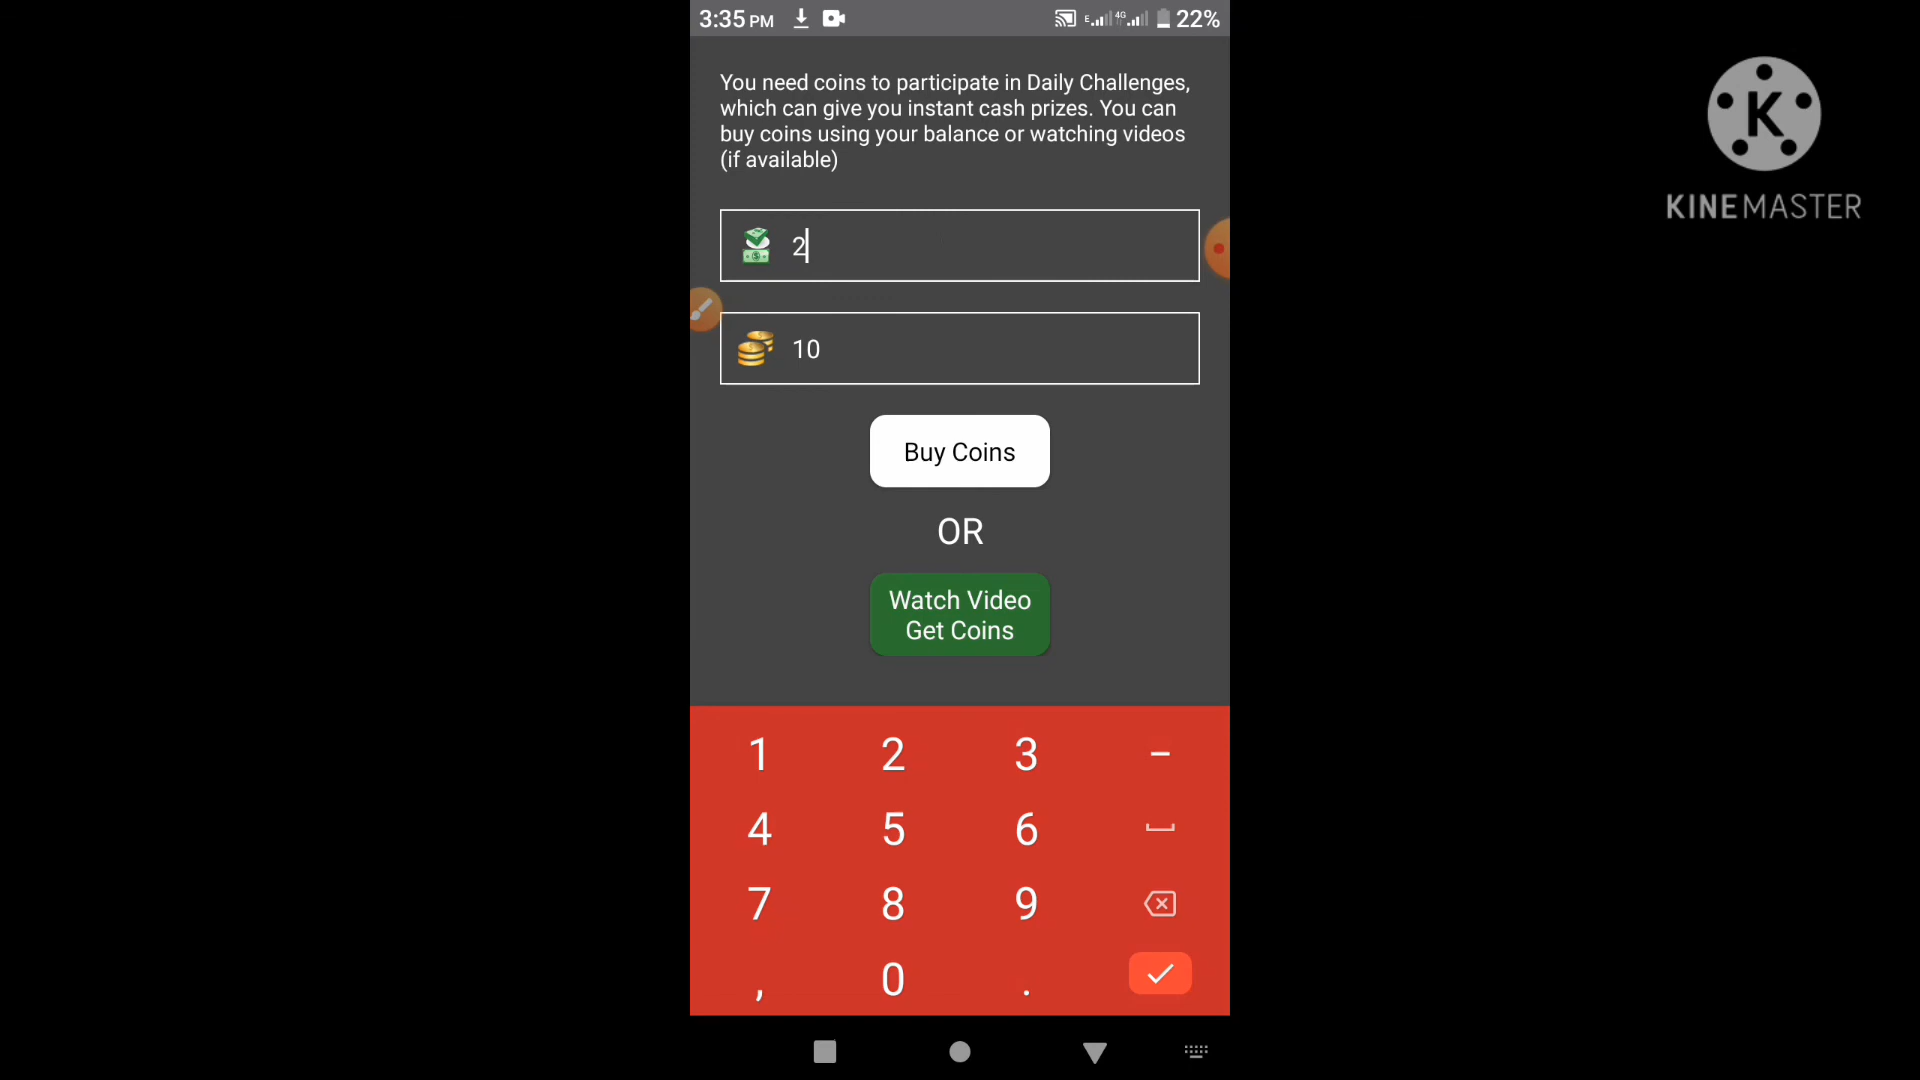 3:35 PM
E 4G 22%
You need coins to participate in Daily Challenges,
which can give you instant cash prizes. You can
buy coins using your balance or watching videos
(if available)
2
10
Buy Coins
OR
Watch Video
Get Coins
1 2 3 –
4 5 6
7 8 9
, 0 .
K
KINEMASTER